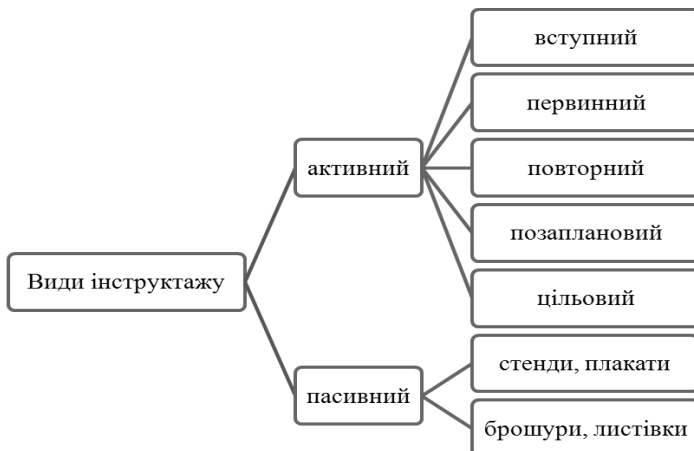 Види інструктажу
активний
вступний
первинний
повторний
позаплановий
цільовий
пасивний
стенди, плакати
брошури, листівки